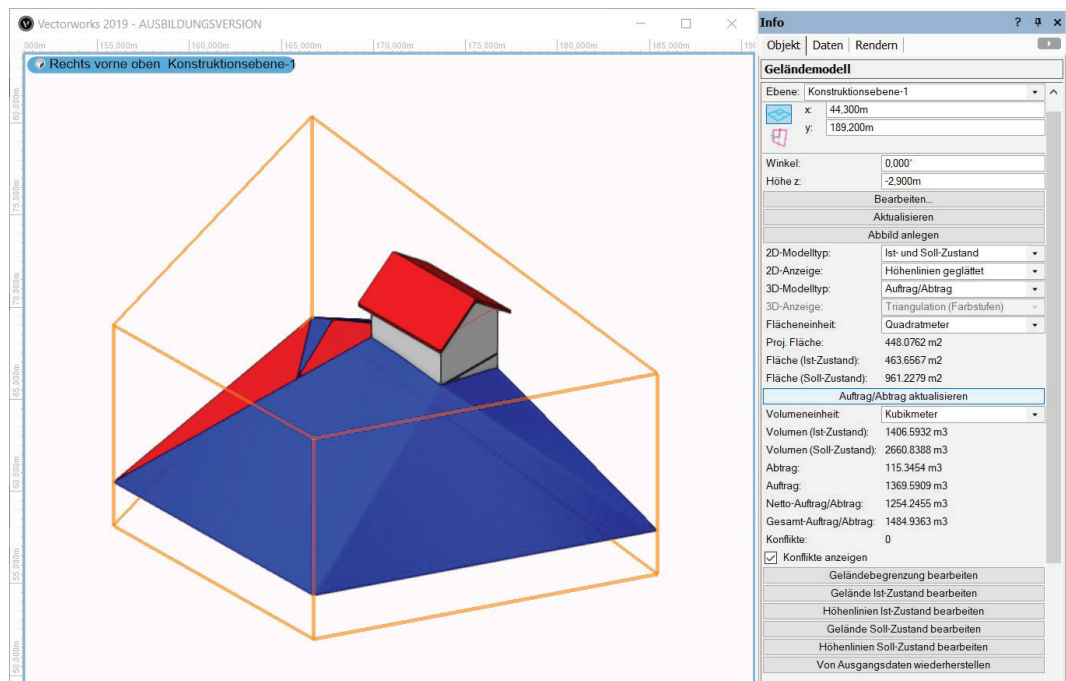 Vectorworks 2019 - AUSBILDUNGSVERSION
000m 155,000m 160,000m 165,000m 170,000m 175,000m 180,000m 185,000m 190
Rechts vorne oben Konstruktionsebene-1
80,000m
75,000m
70,000m
65,000m
60,000m
55,000m
50,000m
Info ?
Objekt Daten Rendern
Geländemodell
Ebene: Konstruktionsebene-1
x: 44,300m
y: 189,200m
Winkel: 0,000°
Höhe z: -2,900m
Bearbeiten...
Aktualisieren
Abbild anlegen
2D-Modelltyp: Ist- und Soll-Zustand
2D-Anzeige: Höhenlinien geglättet
3D-Modelltyp: Auftrag/Abtrag
3D-Anzeige: Triangulation (Farbstufen)
Flächeneinheit: Quadratmeter
Proj. Fläche: 448.0762 m2
Fläche (Ist-Zustand): 463.6567 m2
Fläche (Soll-Zustand): 961.2279 m2
Auftrag/Abtrag aktualisieren
Volumeneinheit: Kubikmeter
Volumen (Ist-Zustand): 1406.5932 m3
Volumen (Soll-Zustand): 2660.8388 m3
Abtrag: 115.3454 m3
Auftrag: 1369.5909 m3
Netto-Auftrag/Abtrag: 1254.2455 m3
Gesamt-Auftrag/Abtrag: 1484.9363 m3
Konflikte: 0
Konflikte anzeigen
Geländebegrenzung bearbeiten
Gelände Ist-Zustand bearbeiten
Höhenlinien Ist-Zustand bearbeiten
Gelände Soll-Zustand bearbeiten
Höhenlinien Soll-Zustand bearbeiten
Von Ausgangsdaten wiederherstellen